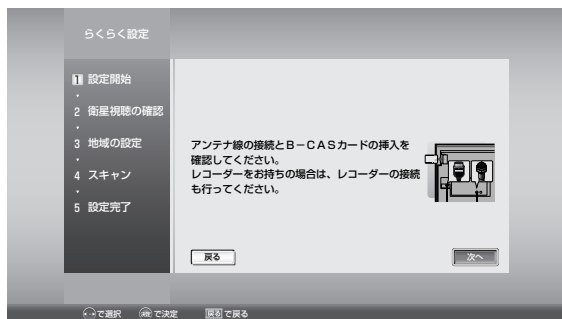 らくらく設定
1 設定開始
2 衛星視聴の確認
3 地域の設定
4 スキャン
5 設定完了
アンテナ線の接続とB－CASカードの挿入を
確認してください。
レコーダーをお持ちの場合は、レコーダーの接続
も行ってください。
戻る 次へ
で選択 決定 で決定 戻る で戻る